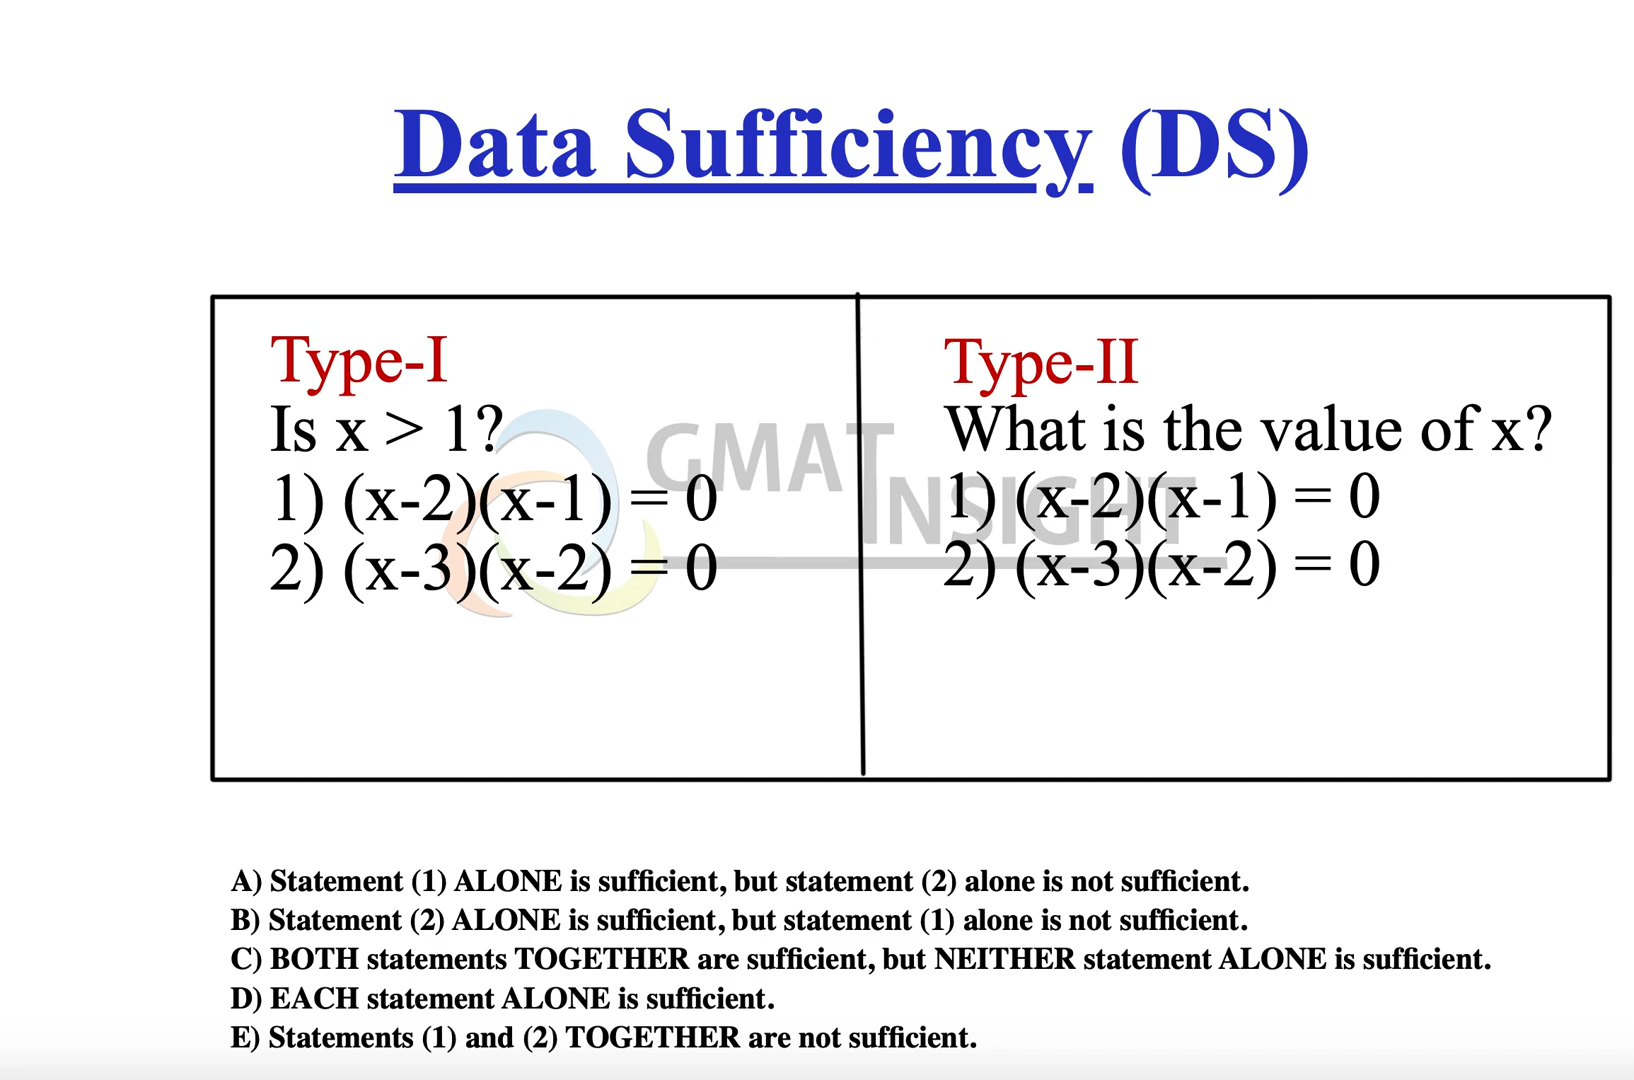 Data Sufficiency (DS)
Type-I
Is x > 1?
1) (x-2)(x-1) = 0
2) (x-3)(x-2) = 0
Type-II
What is the value of x?
1) (x-2)(x-1) = 0
2) (x-3)(x-2) = 0
GMAT
INSIGHT
A) Statement (1) ALONE is sufficient, but statement (2) alone is not sufficient.
B) Statement (2) ALONE is sufficient, but statement (1) alone is not sufficient.
C) BOTH statements TOGETHER are sufficient, but NEITHER statement ALONE is sufficient.
D) EACH statement ALONE is sufficient.
E) Statements (1) and (2) TOGETHER are not sufficient.